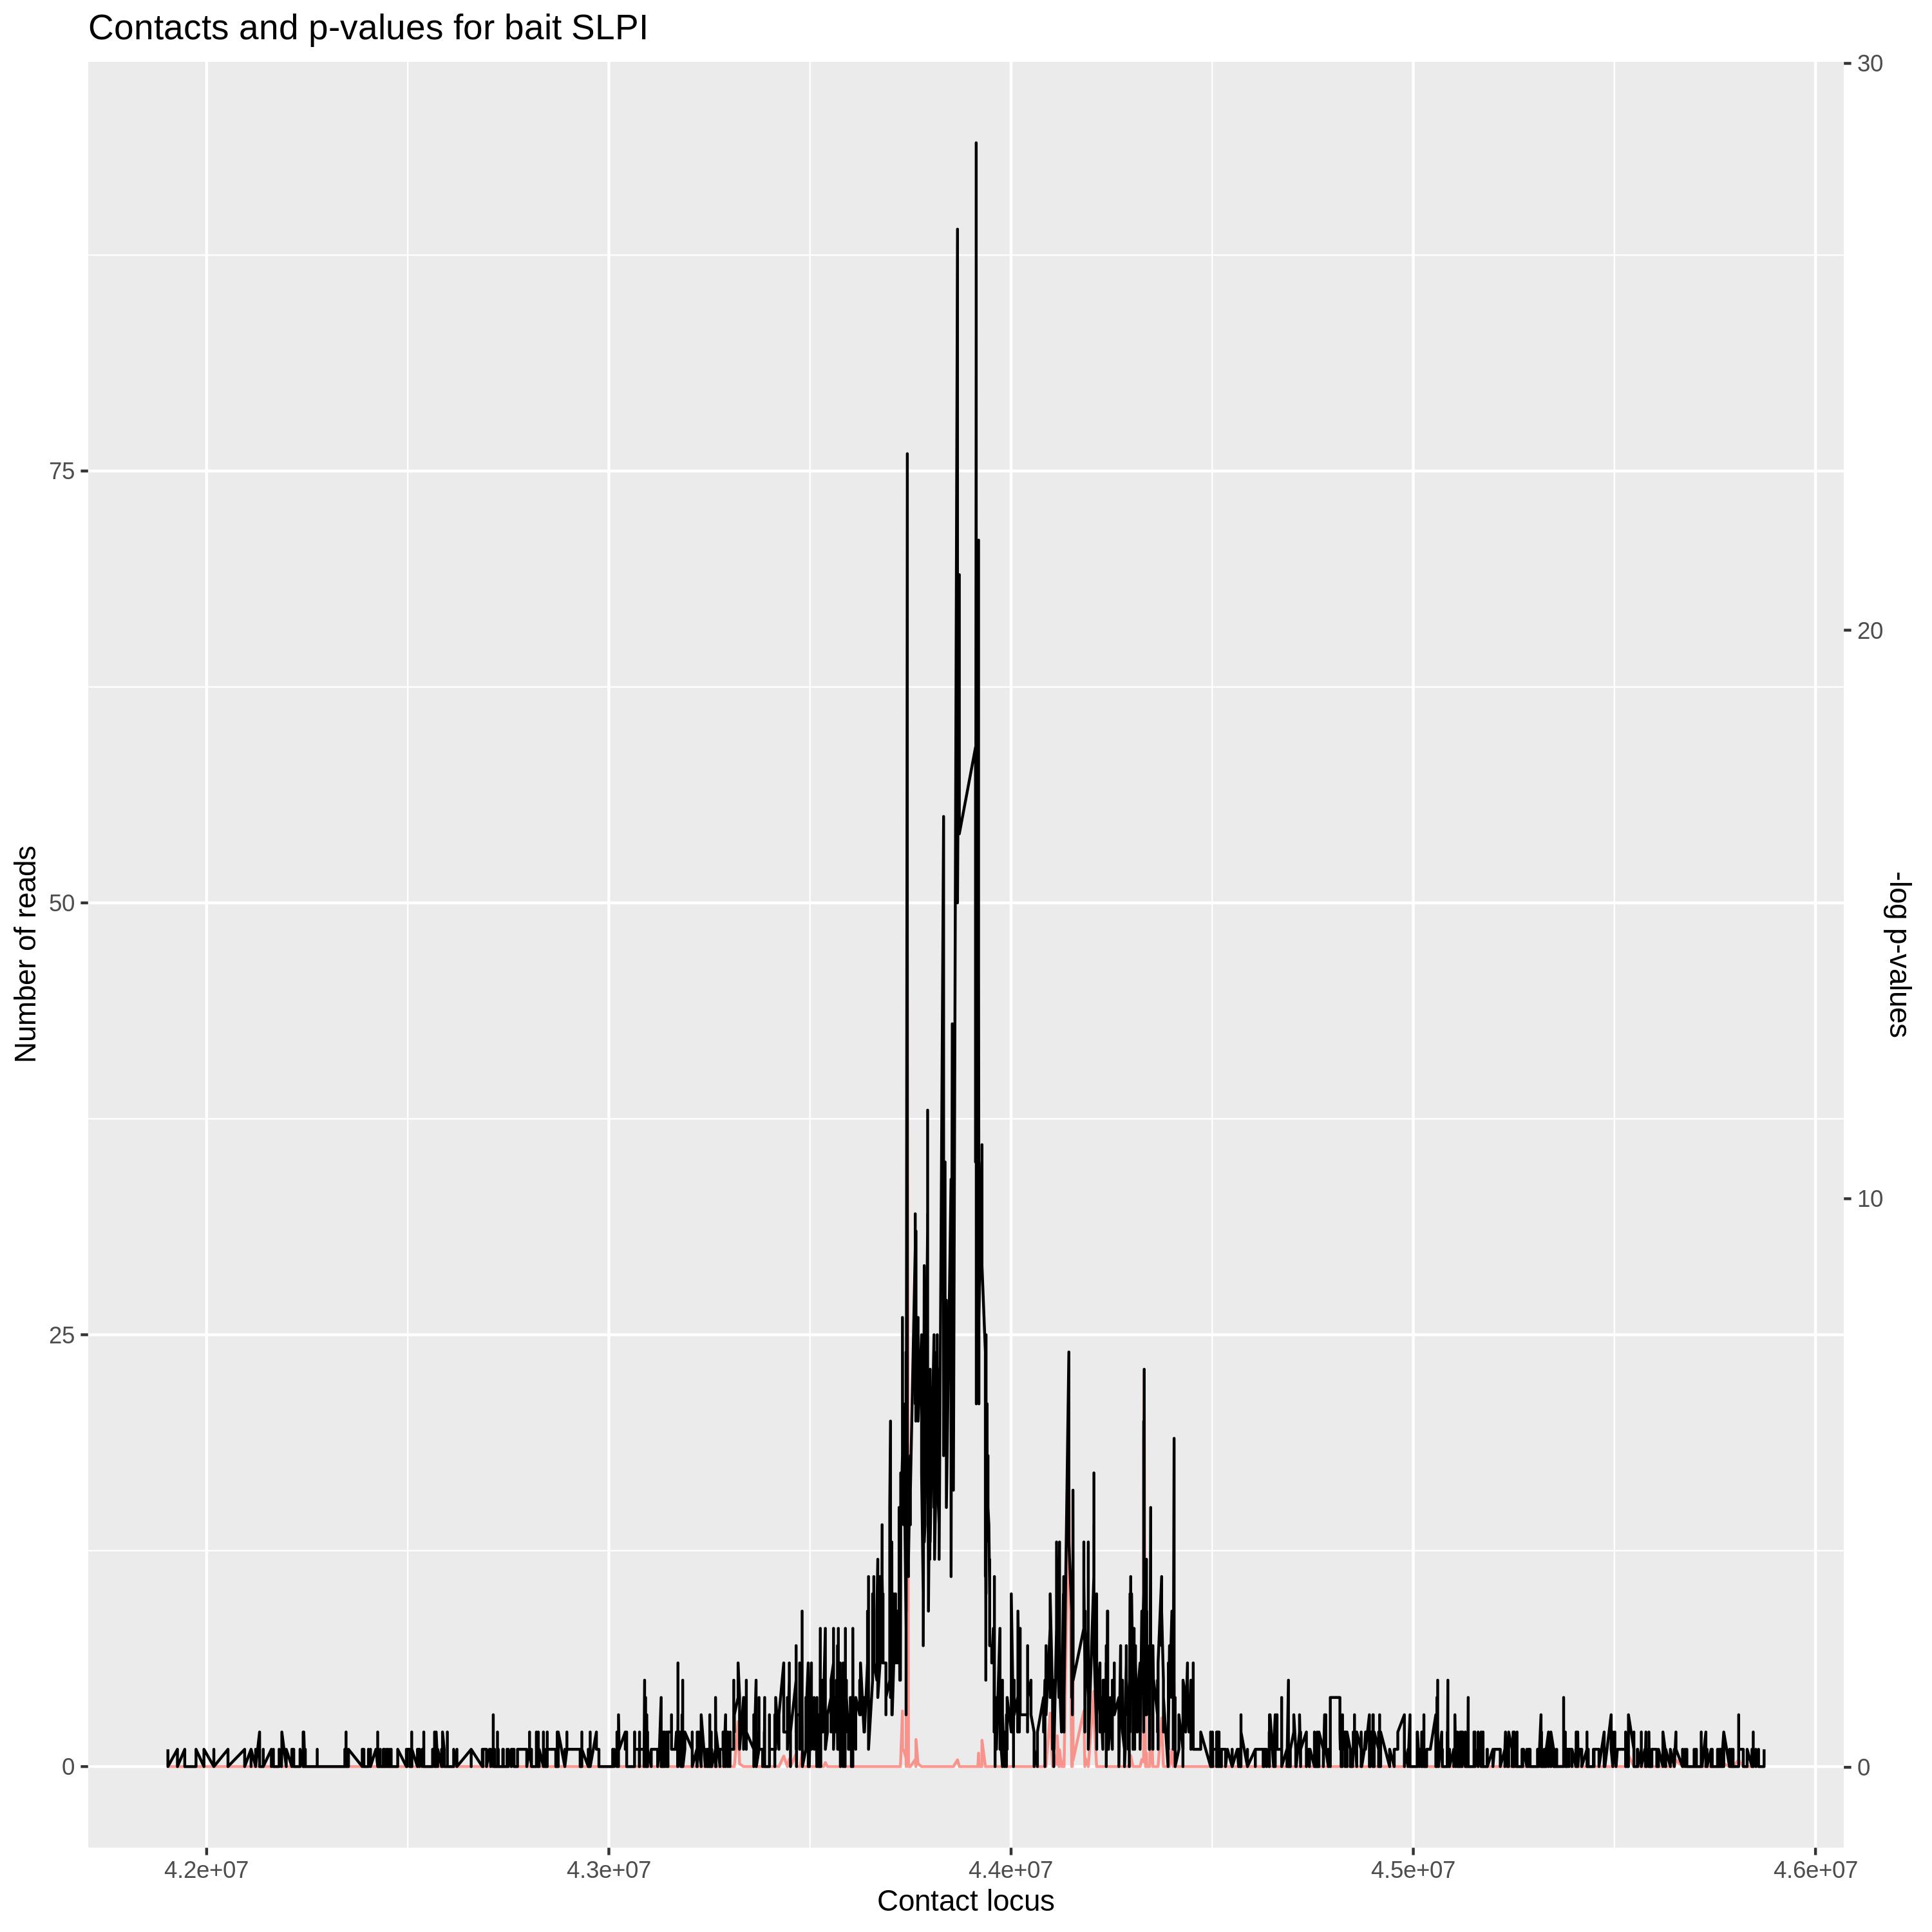 Contacts and p-values for bait SLPI
30
75
20
50
Number of reads
-log p-values
10
25
0
0
4.2e+07
4.3e+07
4.4e+07
4.5e+07
4.6e+07
Contact locus